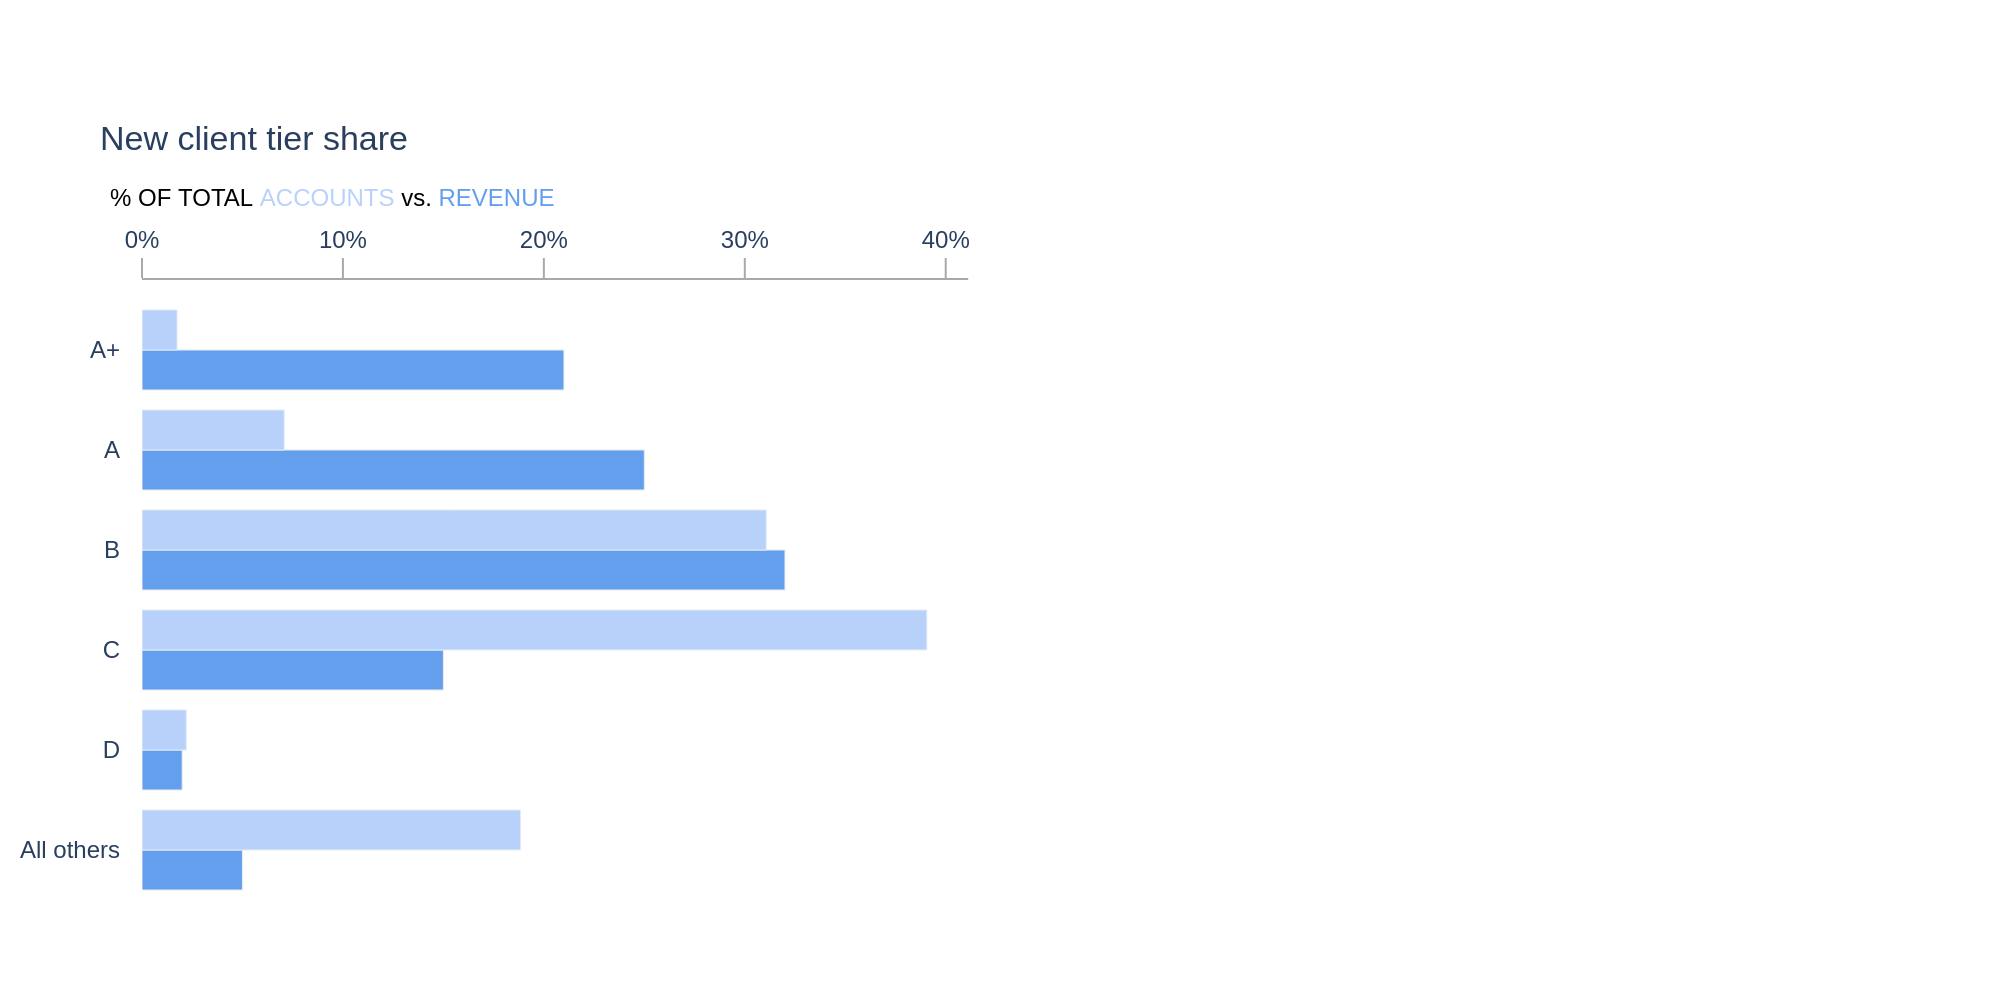 New client tier share
% OF TOTAL ACCOUNTS vs. REVENUE
0% 10% 20% 30% 40%
A+
A
B
C
D
All others